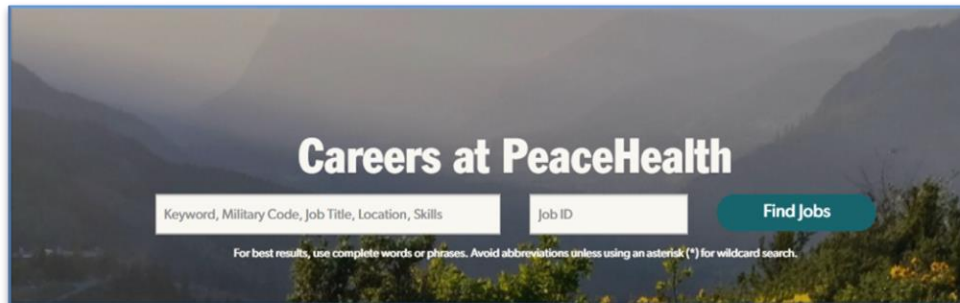 Careers at PeaceHealth
Keyword, Military Code, Job Title, Location, Skills
Job ID
Find Jobs
For best results, use complete words or phrases. Avoid abbreviations unless using an asterisk (*) for wildcard search.